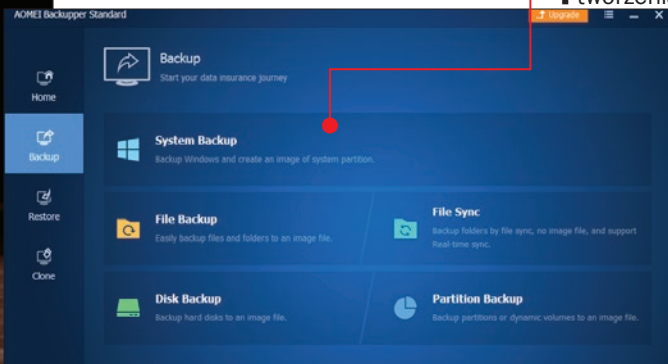 tworzenia
AOMEI Backupper Standard
Upgrade
Backup
Start your data insurance journey
Home
System Backup
Backup Windows and create an image of system partition.
Backup
File Backup
Easily backup files and folders to an image file.
File Sync
Backup folders by file sync, no image file, and support
Real-time sync.
Restore
Clone
Disk Backup
Backup hard disks to an image file.
Partition Backup
Backup partitions or dynamic volumes to an image file.